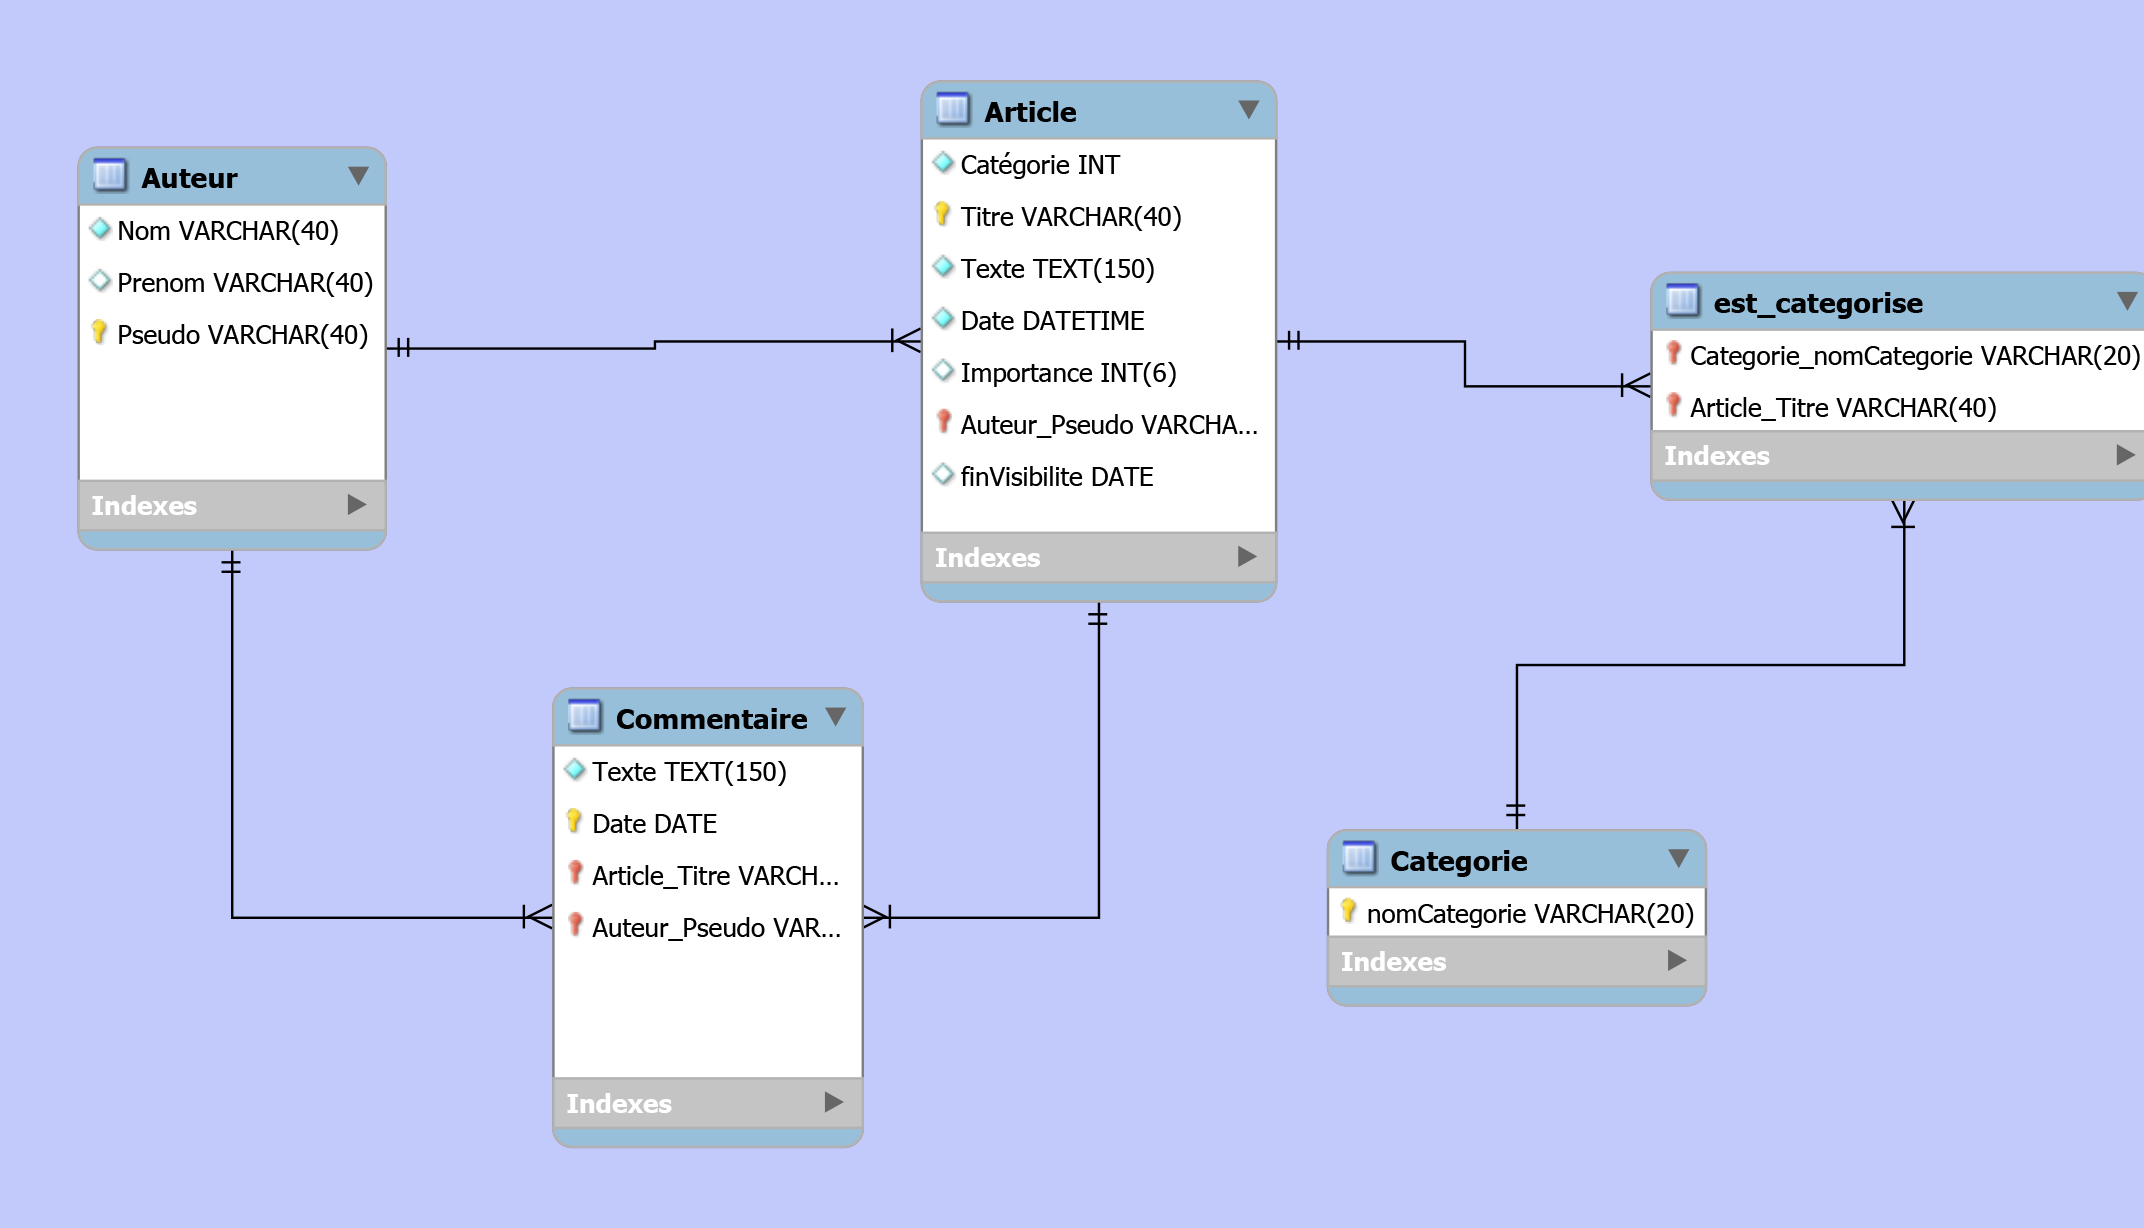 Auteur
Nom VARCHAR(40)
Prenom VARCHAR(40)
Pseudo VARCHAR(40)
Indexes
Article
Catégorie INT
Titre VARCHAR(40)
Texte TEXT(150)
Date DATETIME
Importance INT(6)
Auteur_Pseudo VARCHA...
finVisibilite DATE
Indexes
est_categorise
Categorie_nomCategorie VARCHAR(20)
Article_Titre VARCHAR(40)
Indexes
Commentaire
Texte TEXT(150)
Date DATE
Article_Titre VARCH...
Auteur_Pseudo VAR...
Indexes
Categorie
nomCategorie VARCHAR(20)
Indexes